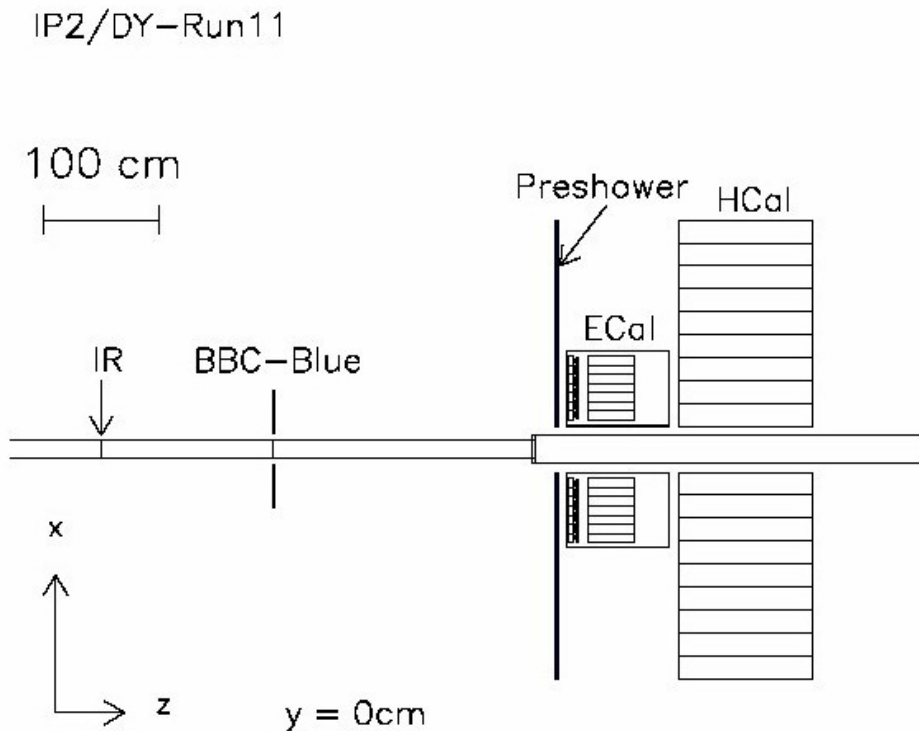 IP2/DY-Run11
100 cm
Preshower
HCal
ECal
IR
BBC-Blue
x
z
y = 0cm